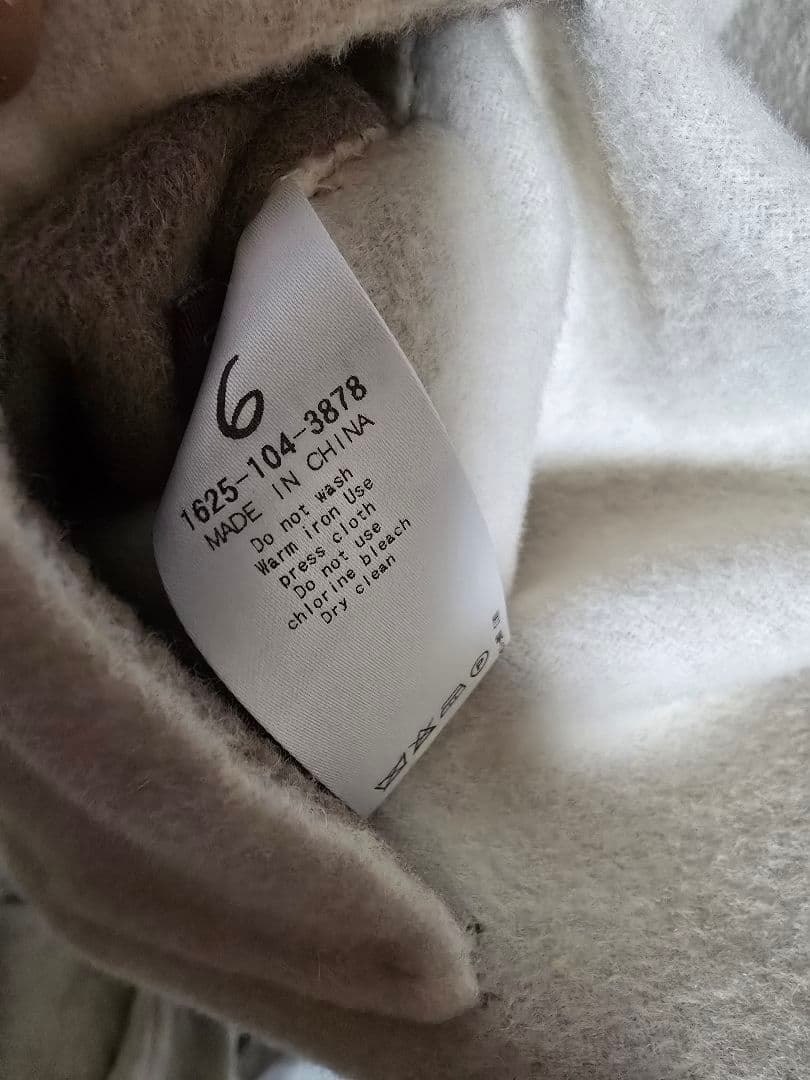 6
1625-104-3878
MADE IN CHINA
Do not wash
Warm iron Use
press cloth
Do not use
chlorine bleach
Dry clean
P